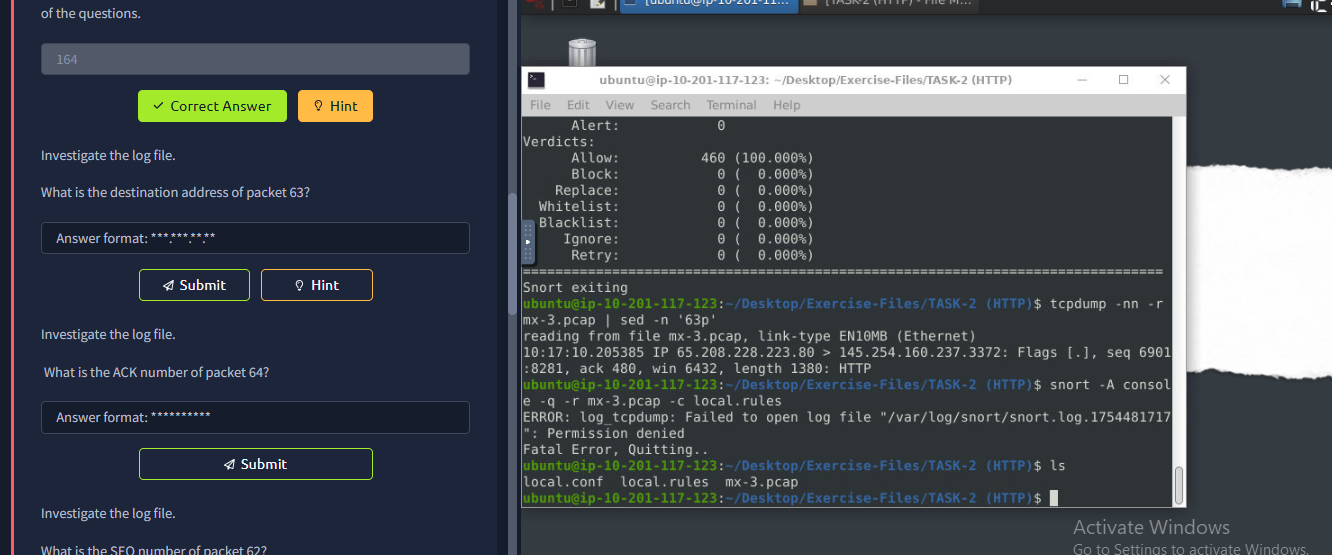 of the questions.
164
Correct Answer
Hint
Investigate the log file.
What is the destination address of packet 63?
Answer format: ***.***.**.**
Submit
Hint
Investigate the log file.
What is the ACK number of packet 64?
Answer format: **********
Submit
Investigate the log file.
What is the SEQ number of packet 62?
[ubuntu@ip-10-201-11...
[TASK-2 (HTTP) - File M...
ubuntu@ip-10-201-117-123: ~/Desktop/Exercise-Files/TASK-2 (HTTP)
File Edit View Search Terminal Help
Alert: 0
Verdicts:
Allow: 460 (100.000%)
Block: 0 ( 0.000%)
Replace: 0 ( 0.000%)
Whitelist: 0 ( 0.000%)
Blacklist: 0 ( 0.000%)
Ignore: 0 ( 0.000%)
Retry: 0 ( 0.000%)
===============================================================================
Snort exiting
ubuntu@ip-10-201-117-123:~/Desktop/Exercise-Files/TASK-2 (HTTP)$ tcpdump -nn -r
mx-3.pcap | sed -n '63p'
reading from file mx-3.pcap, link-type EN10MB (Ethernet)
10:17:10.205385 IP 65.208.228.223.80 > 145.254.160.237.3372: Flags [.], seq 6901
:8281, ack 480, win 6432, length 1380: HTTP
ubuntu@ip-10-201-117-123:~/Desktop/Exercise-Files/TASK-2 (HTTP)$ snort -A consol
e -q -r mx-3.pcap -c local.rules
ERROR: log_tcpdump: Failed to open log file "/var/log/snort/snort.log.1754481717
": Permission denied
Fatal Error, Quitting..
ubuntu@ip-10-201-117-123:~/Desktop/Exercise-Files/TASK-2 (HTTP)$ ls
local.conf local.rules mx-3.pcap
ubuntu@ip-10-201-117-123:~/Desktop/Exercise-Files/TASK-2 (HTTP)$
Activate Windows
Go to Settings to activate Windows.